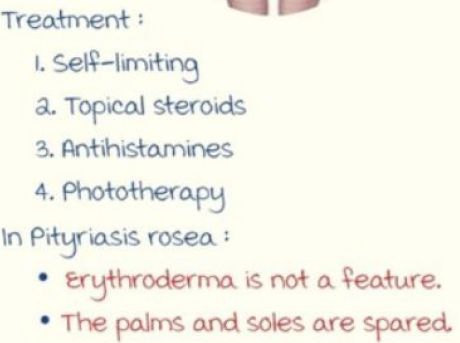 Treatment :
1. Self-limiting
2. Topical steroids
3. Antihistamines
4. Phototherapy
In Pityriasis rosea :
• Erythroderma is not a feature.
• The palms and soles are spared.